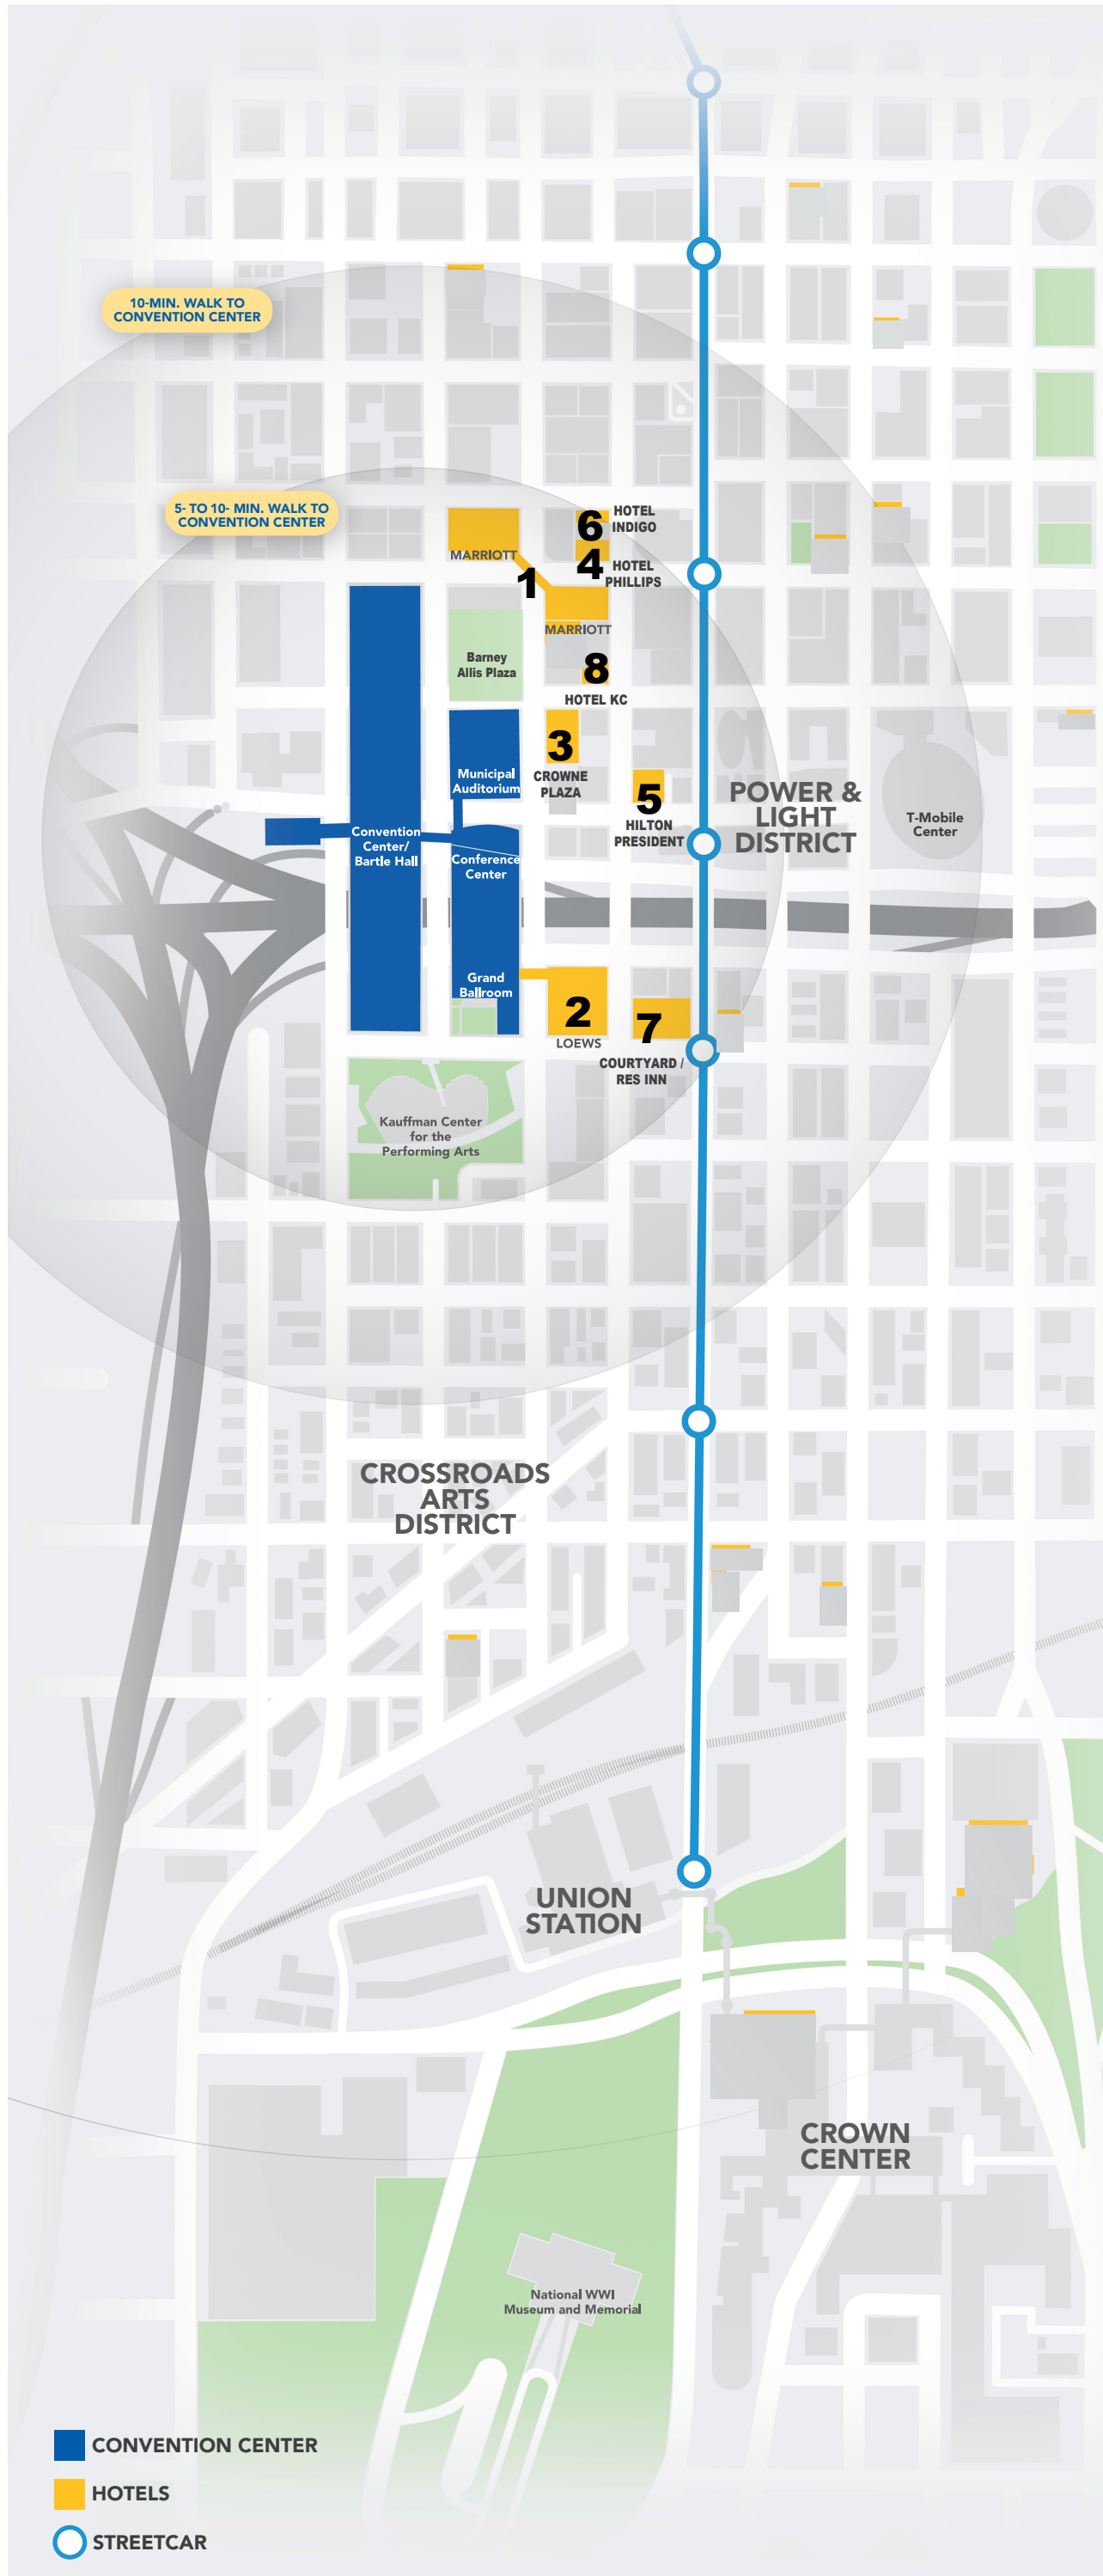 10-MIN. WALK TO
CONVENTION CENTER
5- TO 10- MIN. WALK TO
CONVENTION CENTER
6
HOTEL
INDIGO
MARRIOTT
4
HOTEL
PHILLIPS
1
MARRIOTT
Barney
Allis Plaza
8
HOTEL KC
3
CROWNE
PLAZA
Municipal
Auditorium
5
HILTON
PRESIDENT
POWER &
LIGHT
DISTRICT
T-Mobile
Center
Convention
Center/
Bartle Hall
Conference
Center
Grand
Ballroom
2
LOEWS
7
COURTYARD /
RES INN
Kauffman Center
for the
Performing Arts
CROSSROADS
ARTS
DISTRICT
UNION
STATION
CROWN
CENTER
National WWI
Museum and Memorial
CONVENTION CENTER
HOTELS
STREETCAR